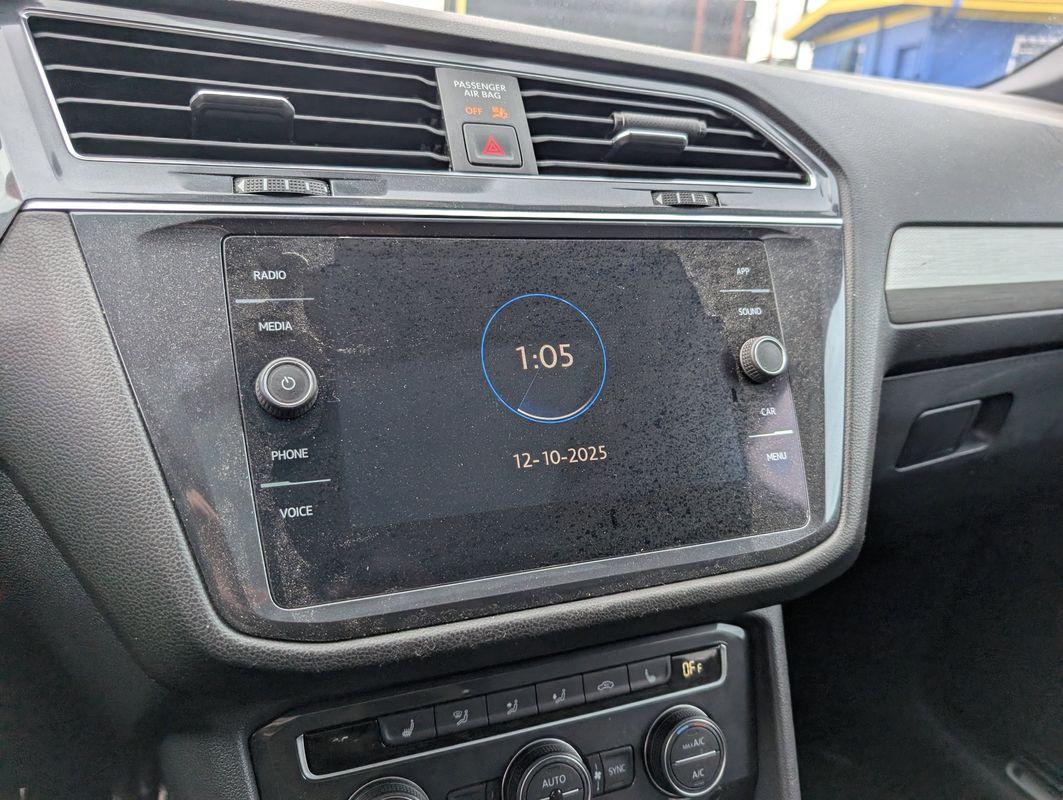 PASSENGER
AIR BAG
OFF
RADIO
MEDIA
PHONE
VOICE
1:05
12-10-2025
APP
SOUND
CAR
MENU
OFF
AUTO
SYNC
MAX A/C
A/C